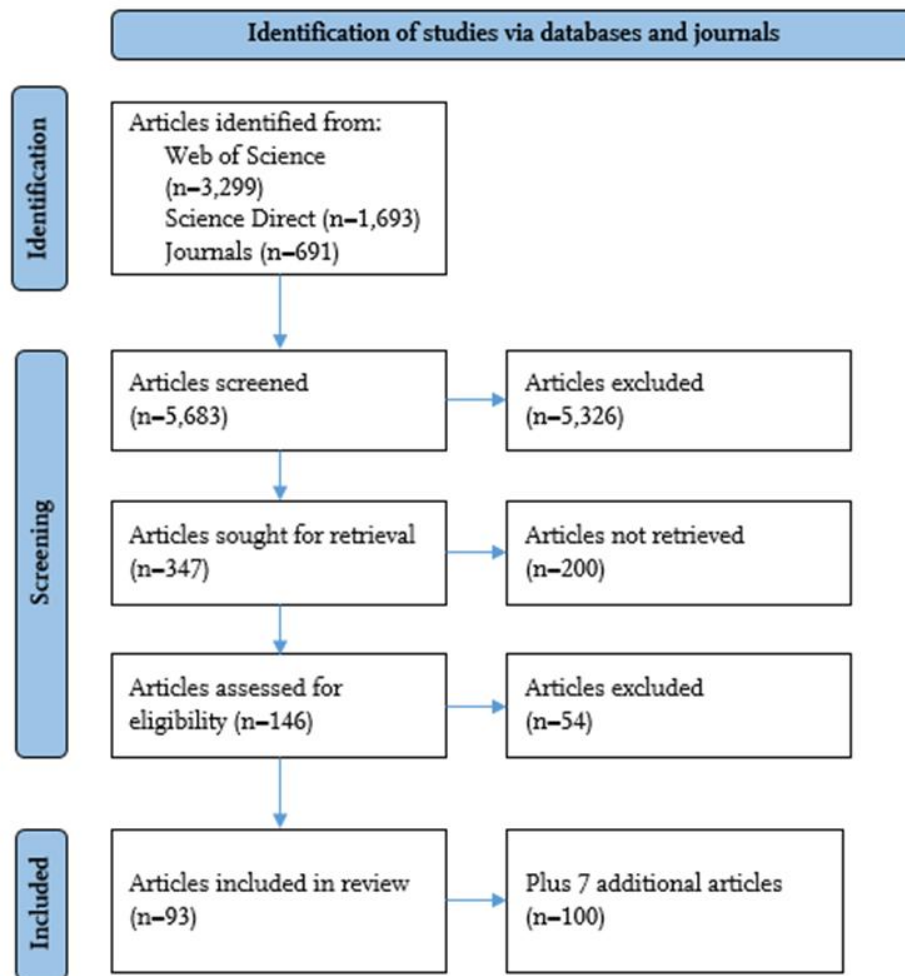 Identification of studies via databases and journals
Identification
Articles identified from:
Web of Science
(n=3,299)
Science Direct (n=1,693)
Journals (n=691)
Screening
Articles screened
(n=5,683)
Articles excluded
(n=5,326)
Articles sought for retrieval
(n=347)
Articles not retrieved
(n=200)
Articles assessed for
eligibility (n=146)
Articles excluded
(n=54)
Included
Articles included in review
(n=93)
Plus 7 additional articles
(n=100)